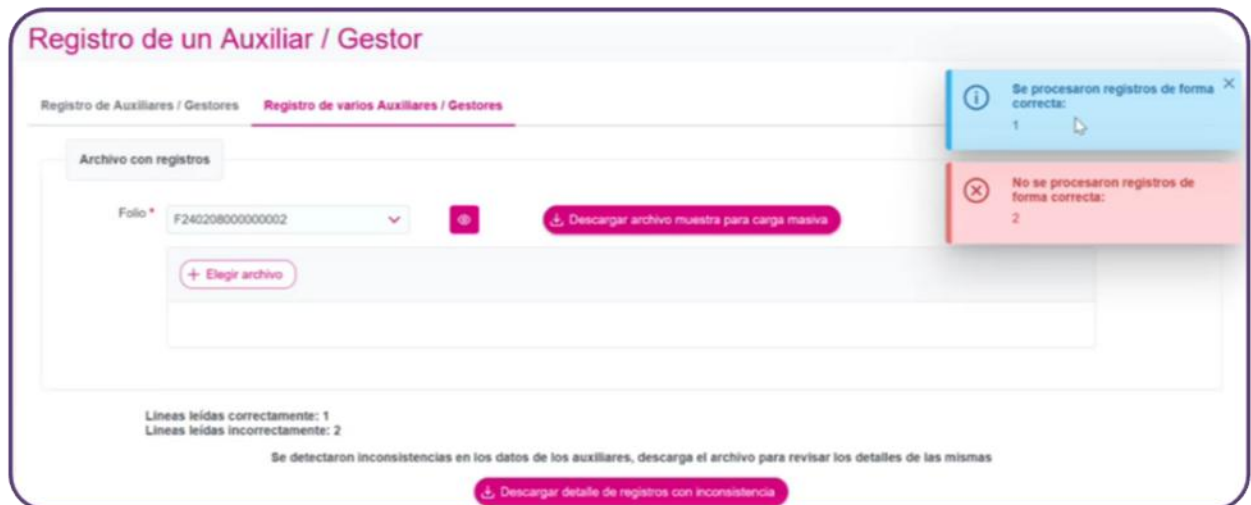 Registro de un Auxiliar / Gestor
Registro de Auxiliares / Gestores
Registro de varios Auxiliares / Gestores
Se procesaron registros de forma
correcta:
1
No se procesaron registros de
forma correcta:
2
Archivo con registros
Folio *
F240208000000002
Descargar archivo muestra para carga masiva
+ Elegir archivo
Líneas leídas correctamente: 1
Líneas leídas incorrectamente: 2
Se detectaron inconsistencias en los datos de los auxiliares, descarga el archivo para revisar los detalles de las mismas
Descargar detalle de registros con inconsistencia